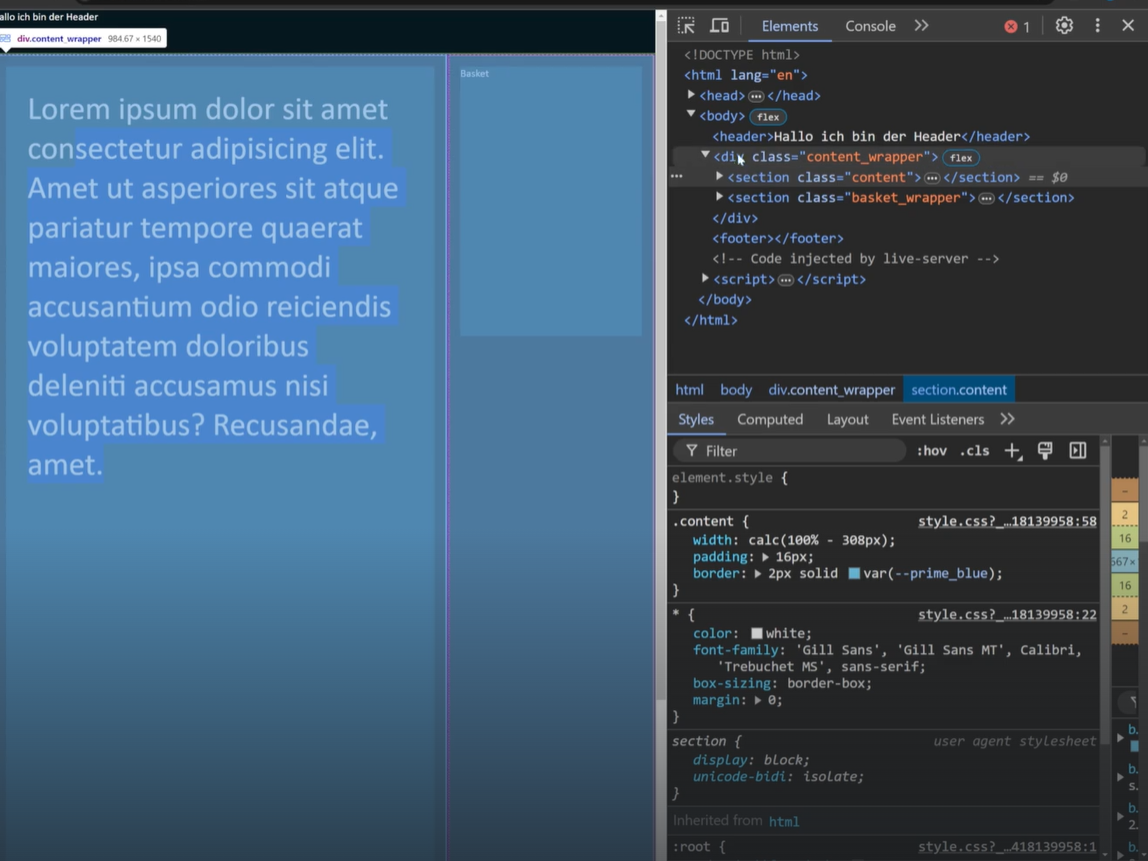 allo ich bin der Header
div.content_wrapper 984.67 × 1540
Basket
Lorem ipsum dolor sit amet
consectetur adipisicing elit.
Amet ut asperiores sit atque
pariatur tempore quaerat
maiores, ipsa commodi
accusantium odio reiciendis
voluptatem doloribus
deleniti accusamus nisi
voluptatibus? Recusandae,
amet.
Elements Console 1
<!DOCTYPE html>
<html lang="en">
<head> ⋯ </head>
<body> flex
<header>Hallo ich bin der Header</header>
<div class="content_wrapper"> flex
<section class="content"> ⋯ </section> == $0
<section class="basket_wrapper"> ⋯ </section>
</div>
<footer></footer>
<!-- Code injected by live-server -->
<script> ⋯ </script>
</body>
</html>
html body div.content_wrapper section.content
Styles Computed Layout Event Listeners
Filter :hov .cls
element.style {
}
.content { style.css?_…18139958:58
width: calc(100% - 308px);
padding: 16px;
border: 2px solid var(--prime_blue);
}
* { style.css?_…18139958:22
color: white;
font-family: 'Gill Sans', 'Gill Sans MT', Calibri,
'Trebuchet MS', sans-serif;
box-sizing: border-box;
margin: 0;
}
section { user agent stylesheet
display: block;
unicode-bidi: isolate;
}
Inherited from html
:root { style.css?_…418139958:1
–
2
16
567×
16
2
–
b.
b.
s.
b.
2.
b.